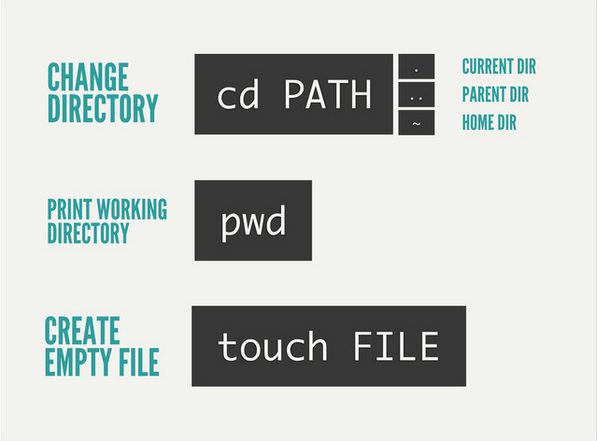 CHANGE
DIRECTORY
cd PATH
.
CURRENT DIR
..
PARENT DIR
~
HOME DIR
PRINT WORKING
DIRECTORY
pwd
CREATE
EMPTY FILE
touch FILE